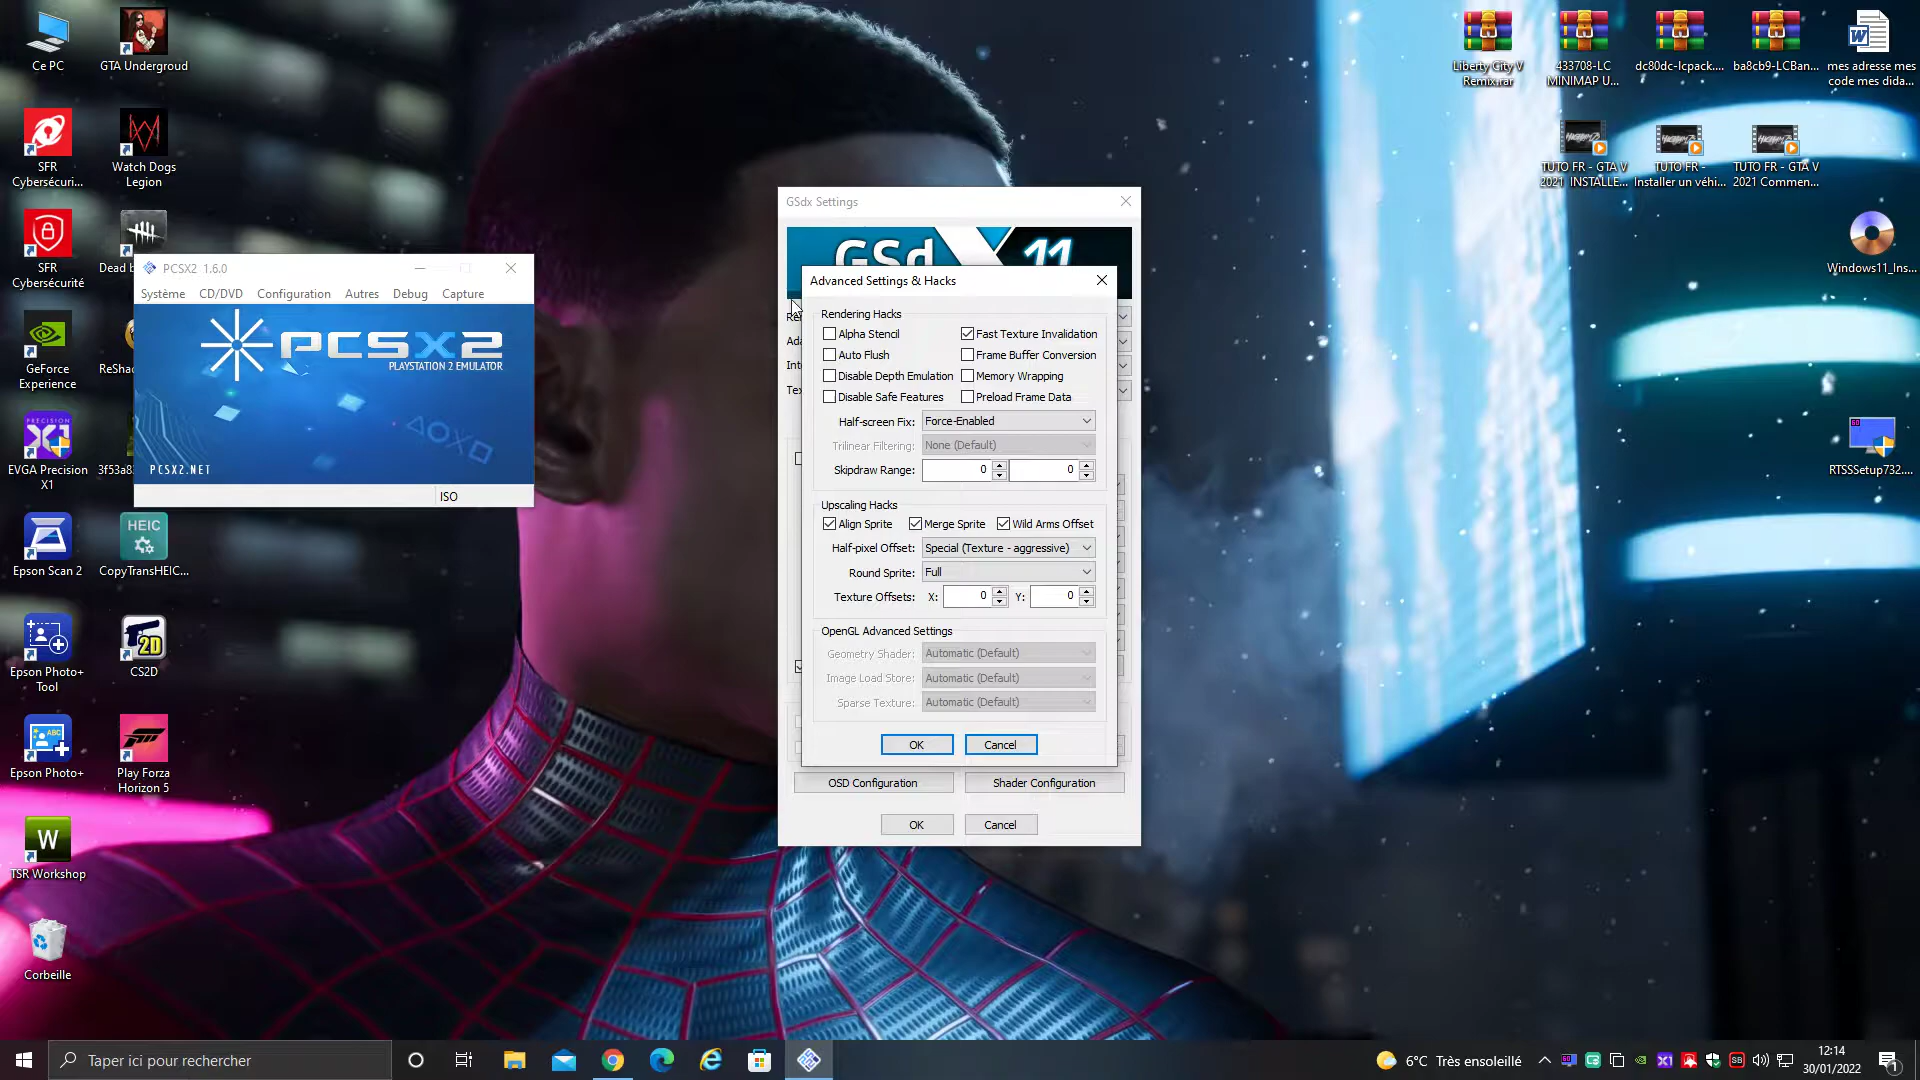 Ce PC
GTA Undergroud
SFR
Cybersécuri...
Watch Dogs
Legion
SFR
Cybersécurité
Dead b
GeForce
Experience
ReSha
EVGA Precision
X1
3f53a8
Epson Scan 2
HEIC
CopyTransHEIC...
Epson Photo+
Tool
2D
CS2D
Epson Photo+
Play Forza
Horizon 5
W
TSR Workshop
Corbeille
PCSX2 1.6.0
Système CD/DVD Configuration Autres Debug Capture
PCSX2
PLAYSTATION 2 EMULATOR
PCSX2.NET
ISO
GSdx Settings
GSd X 11
Advanced Settings & Hacks
Rendering Hacks
Alpha Stencil Fast Texture Invalidation
Auto Flush Frame Buffer Conversion
Disable Depth Emulation Memory Wrapping
Disable Safe Features Preload Frame Data
Half-screen Fix: Force-Enabled
Trilinear Filtering: None (Default)
Skipdraw Range: 0 0
Upscaling Hacks
Align Sprite Merge Sprite Wild Arms Offset
Half-pixel Offset: Special (Texture - aggressive)
Round Sprite: Full
Texture Offsets: X: 0 Y: 0
OpenGL Advanced Settings
Geometry Shader: Automatic (Default)
Image Load Store: Automatic (Default)
Sparse Texture: Automatic (Default)
OK Cancel
OSD Configuration Shader Configuration
OK Cancel
Liberty City V
Remix.rar
433708-LC
MINIMAP U...
dc80dc-lcpack....
ba8cb9-LCBan...
mes adresse mes
code mes dida...
TUTO FR - GTA V
2021 INSTALLE...
TUTO FR -
Installer un véhi...
TUTO FR - GTA V
2021 Commen...
Windows11_Ins...
RTSSSetup732....
Taper ici pour rechercher
6°C Très ensoleillé
12:14
30/01/2022